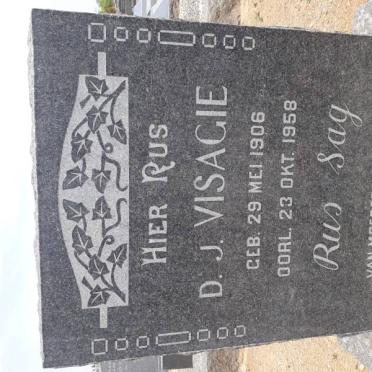 HIER RUS
D. J. VISAGIE
GEB. 29 MEI 1906
OORL. 23 OKT. 1958
Rus Sag